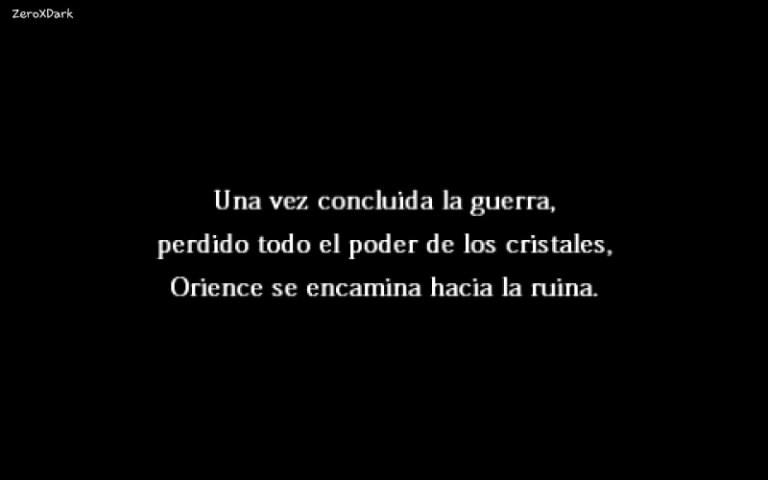 ZeroXDark
Una vez concluida la guerra,
perdido todo el poder de los cristales,
Orience se encamina hacia la ruina.